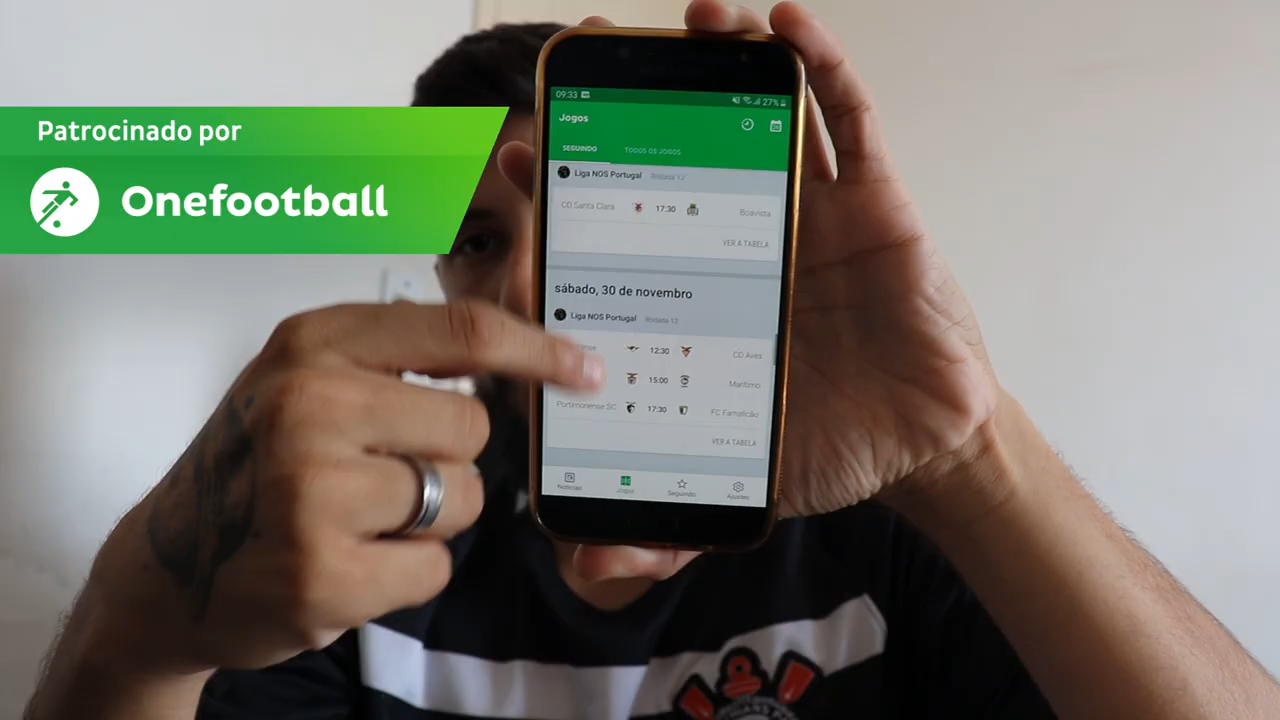 Patrocinado por
Onefootball
09:33
27%
Jogos
SEGUINDO TODOS OS JOGOS
Liga NOS Portugal Rodada 12
CD Santa Clara 17:30 Boavista
VER A TABELA
sábado, 30 de novembro
Liga NOS Portugal Rodada 12
12:30 CD Aves
15:00 Marítimo
Portimonense SC 17:30 FC Famalicão
VER A TABELA
Notícias Jogos Seguindo Ajustes